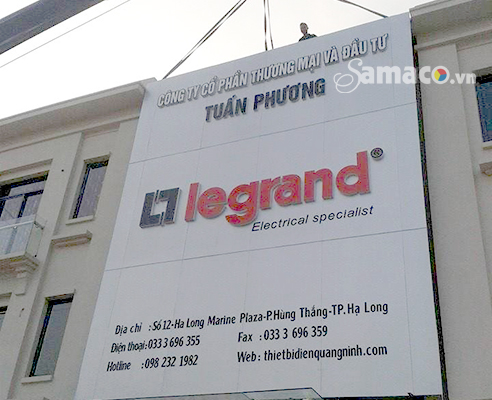 CÔNG TY CỔ PHẦN THƯƠNG MẠI VÀ ĐẦU TƯ
Samaco.vn
TUẤN PHƯƠNG
legrand®
Electrical specialist
Địa chỉ : Số 12-Ha Long Marine Plaza-P.Hùng Thắng-TP.Hạ Long
Điện thoại: 033 3 696 355 Fax : 033 3 696 359
Hotline : 098 232 1982 Web : thietbidienquangninh.com